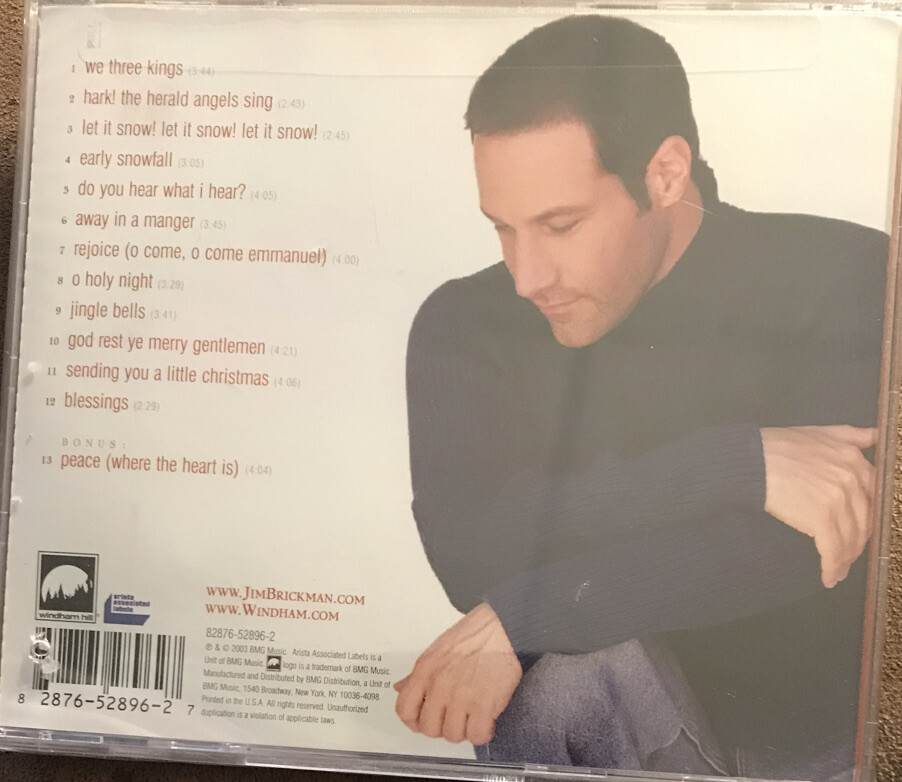 1 we three kings (3:44)
2 hark! the herald angels sing (2:43)
3 let it snow! let it snow! let it snow! (2:45)
4 early snowfall (3:05)
5 do you hear what i hear? (4:05)
6 away in a manger (3:45)
7 rejoice (o come, o come emmanuel) (4:00)
8 o holy night (3:29)
9 jingle bells (3:41)
10 god rest ye merry gentlemen (4:21)
11 sending you a little christmas (4:06)
12 blessings (2:29)
BONUS:
13 peace (where the heart is) (4:04)
windham hill
arista
associated
labels
WWW.JIMBRICKMAN.COM
WWW.WINDHAM.COM
82876-52896-2
℗ & © 2003 BMG Music. Arista Associated Labels is a
Unit of BMG Music. logo is a trademark of BMG Music.
Manufactured and Distributed by BMG Distribution, a Unit of
BMG Music, 1540 Broadway, New York, NY 10036-4098.
Printed in the U.S.A. All rights reserved. Unauthorized
duplication is a violation of applicable laws.
8 2876-52896-2 7